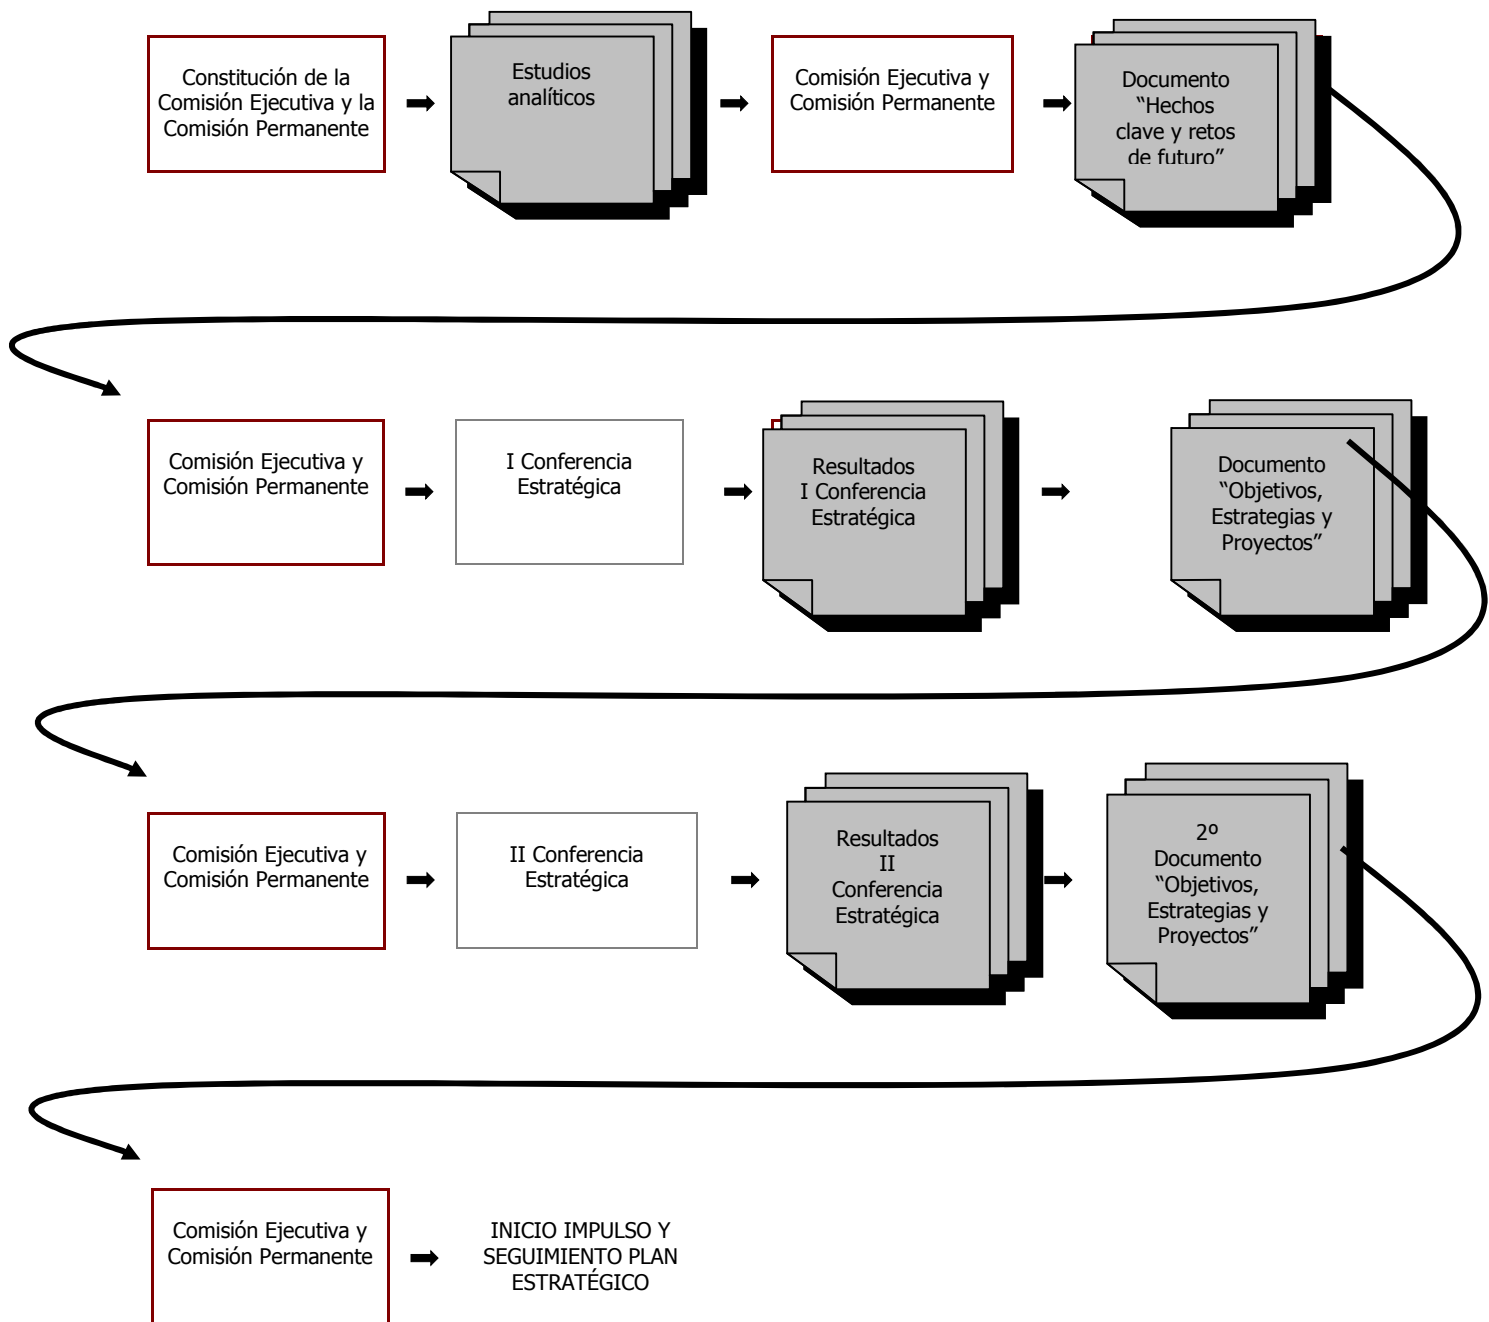 Constitución de la
Comisión Ejecutiva y la
Comisión Permanente
Estudios
analíticos
Comisión Ejecutiva y
Comisión Permanente
Documento
“Hechos
clave y retos
de futuro”
Comisión Ejecutiva y
Comisión Permanente
I Conferencia
Estratégica
Resultados
I Conferencia
Estratégica
Documento
“Objetivos,
Estrategias y
Proyectos”
Comisión Ejecutiva y
Comisión Permanente
II Conferencia
Estratégica
Resultados
II
Conferencia
Estratégica
2º
Documento
“Objetivos,
Estrategias y
Proyectos”
Comisión Ejecutiva y
Comisión Permanente
INICIO IMPULSO Y
SEGUIMIENTO PLAN
ESTRATÉGICO